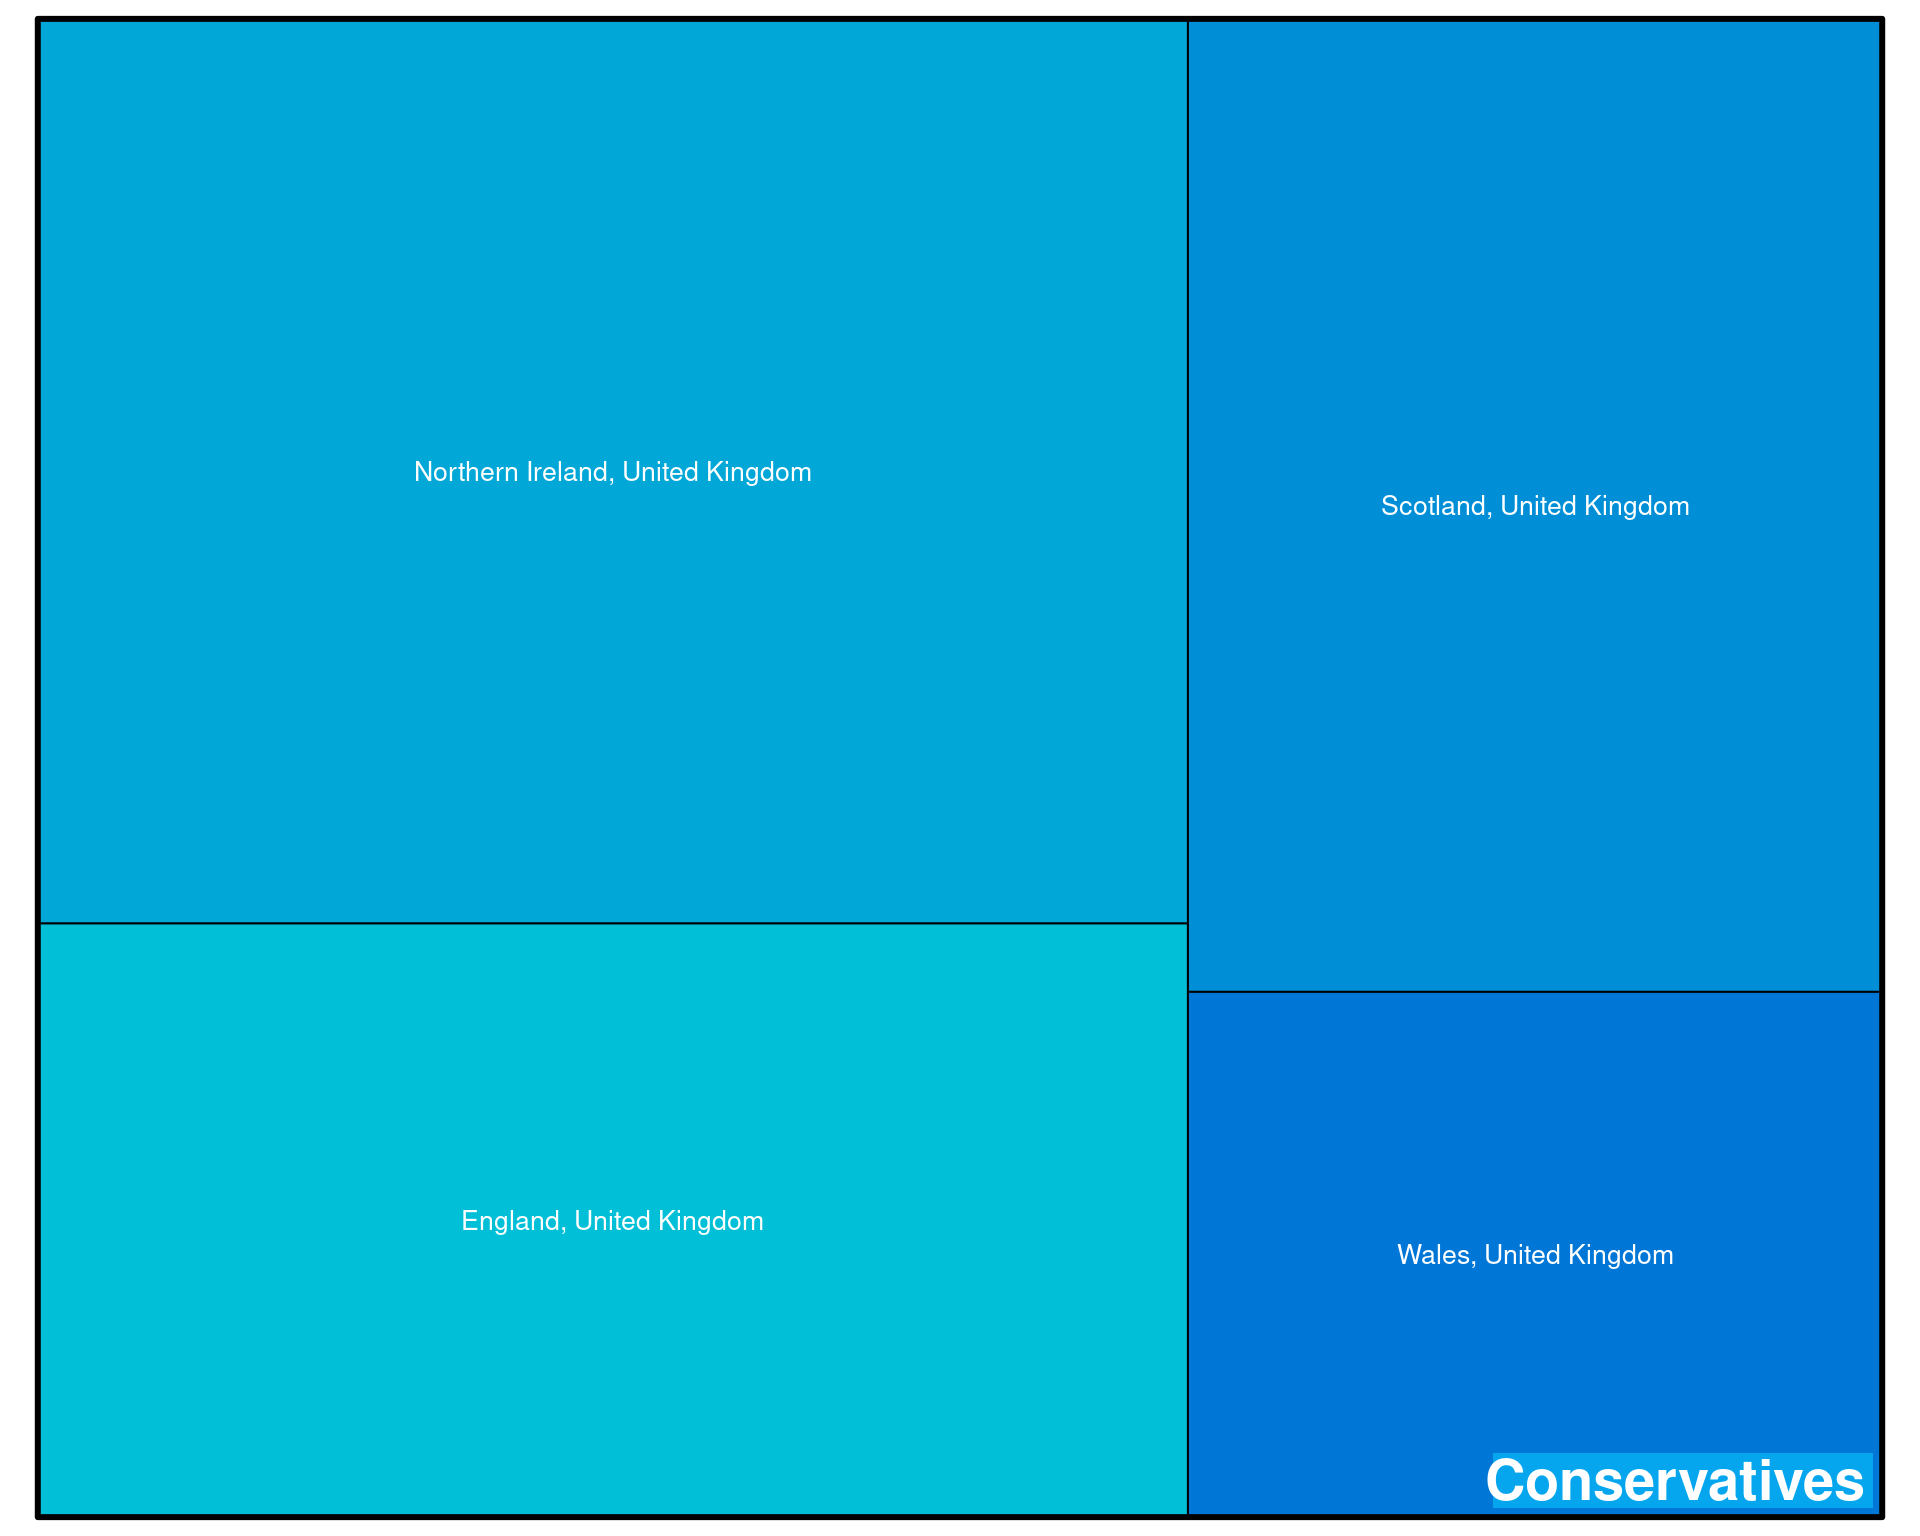 Northern Ireland, United Kingdom
Scotland, United Kingdom
England, United Kingdom
Wales, United Kingdom
Conservatives